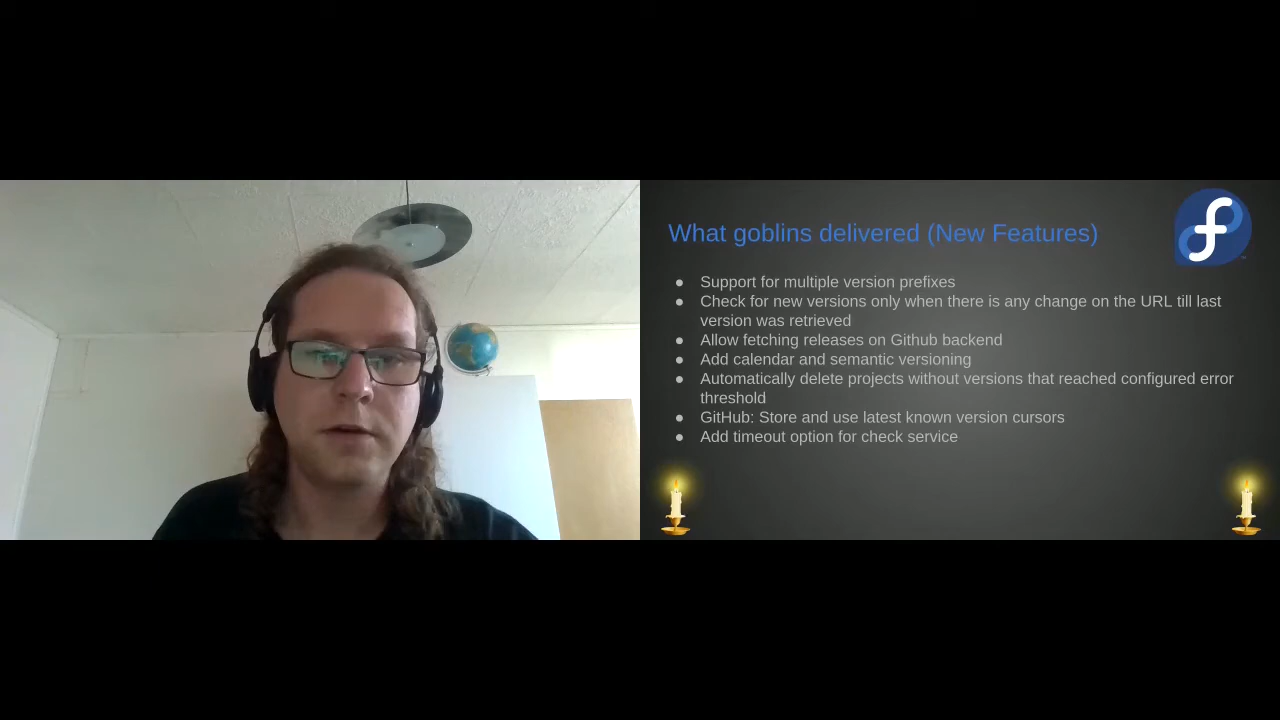 What goblins delivered (New Features)
● Support for multiple version prefixes
● Check for new versions only when there is any change on the URL till last
version was retrieved
● Allow fetching releases on Github backend
● Add calendar and semantic versioning
● Automatically delete projects without versions that reached configured error
threshold
● GitHub: Store and use latest known version cursors
● Add timeout option for check service